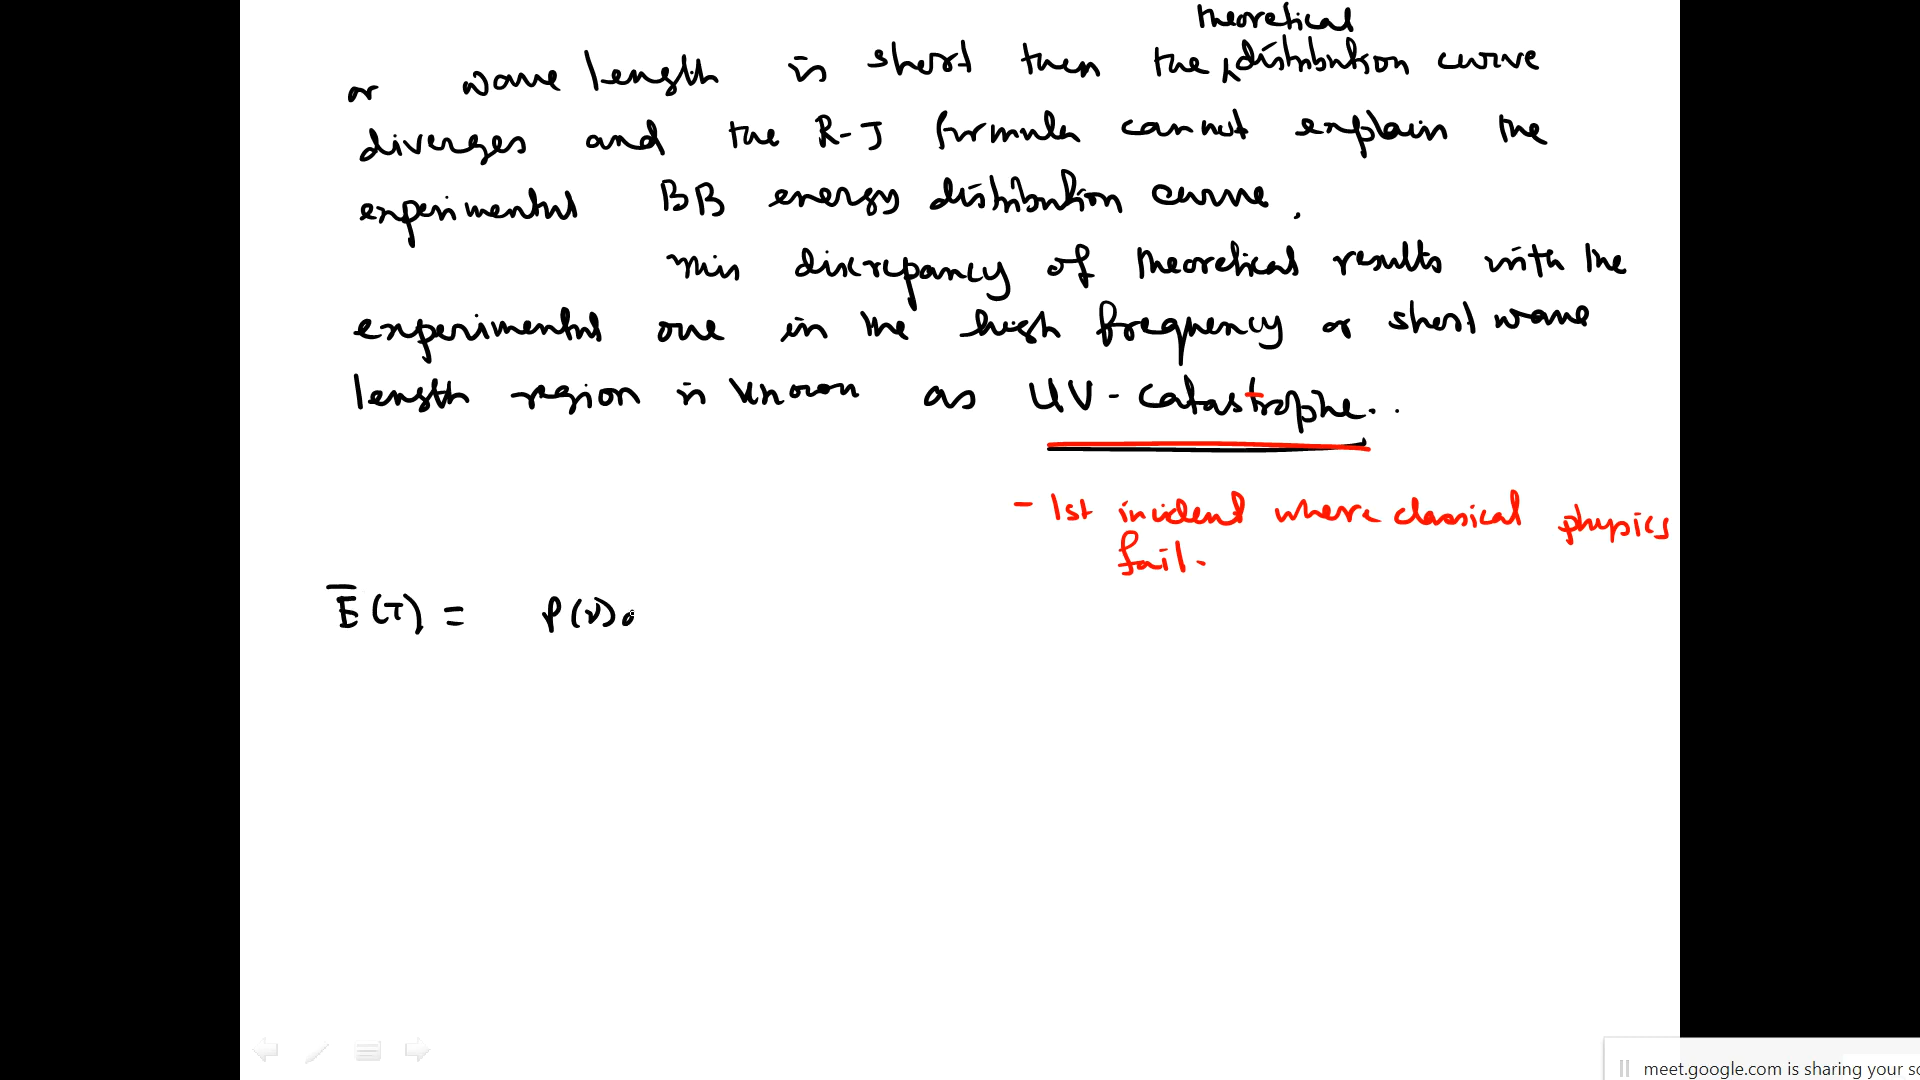 theoretical
or wave length is short then the distribution curve
diverges and the R-J formula cannot explain the
experimental BB energy distribution curve.
This discrepancy of theoretical results with the
experimental one in the high frequency or short wave
length region is known as UV-catastrophe..
- 1st incident where classical physics
fail.
E̅(T) = ρ(ν)
meet.google.com is sharing your sc